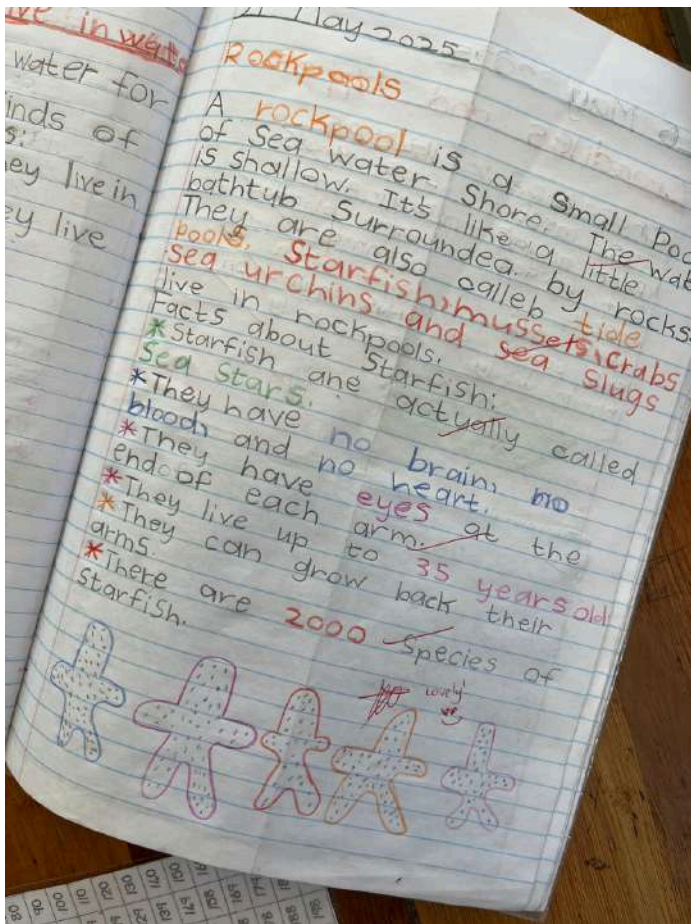 ve in wat
water for
inds of
s:
ey live in
ey live
May 2025
Rockpools
A rockpool is a small poo
of sea water shore. The wat
is shallow. It's like a little
bathtub surrounded by rocks.
They are also calleb tide
pools. Starfish, mussels, crabs
sea urchins and sea slugs
live in rockpools.
Facts about Starfish:
*Starfish are actually called
Sea Stars.
*They have no brain, no
blood, and no heart.
*They have eyes at the
end of each arm.
*They live up to 35 years old
*They can grow back their
arms.
*There are 2000 species of
starfish.
lovely